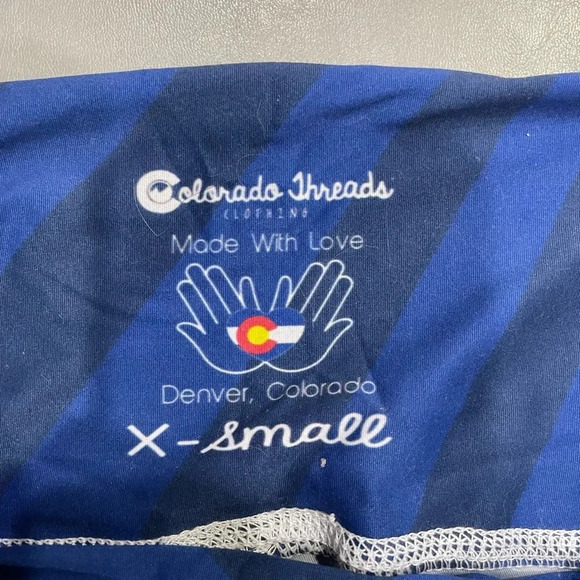 Colorado Threads
CLOTHING
Made With Love
Denver, Colorado
X-small